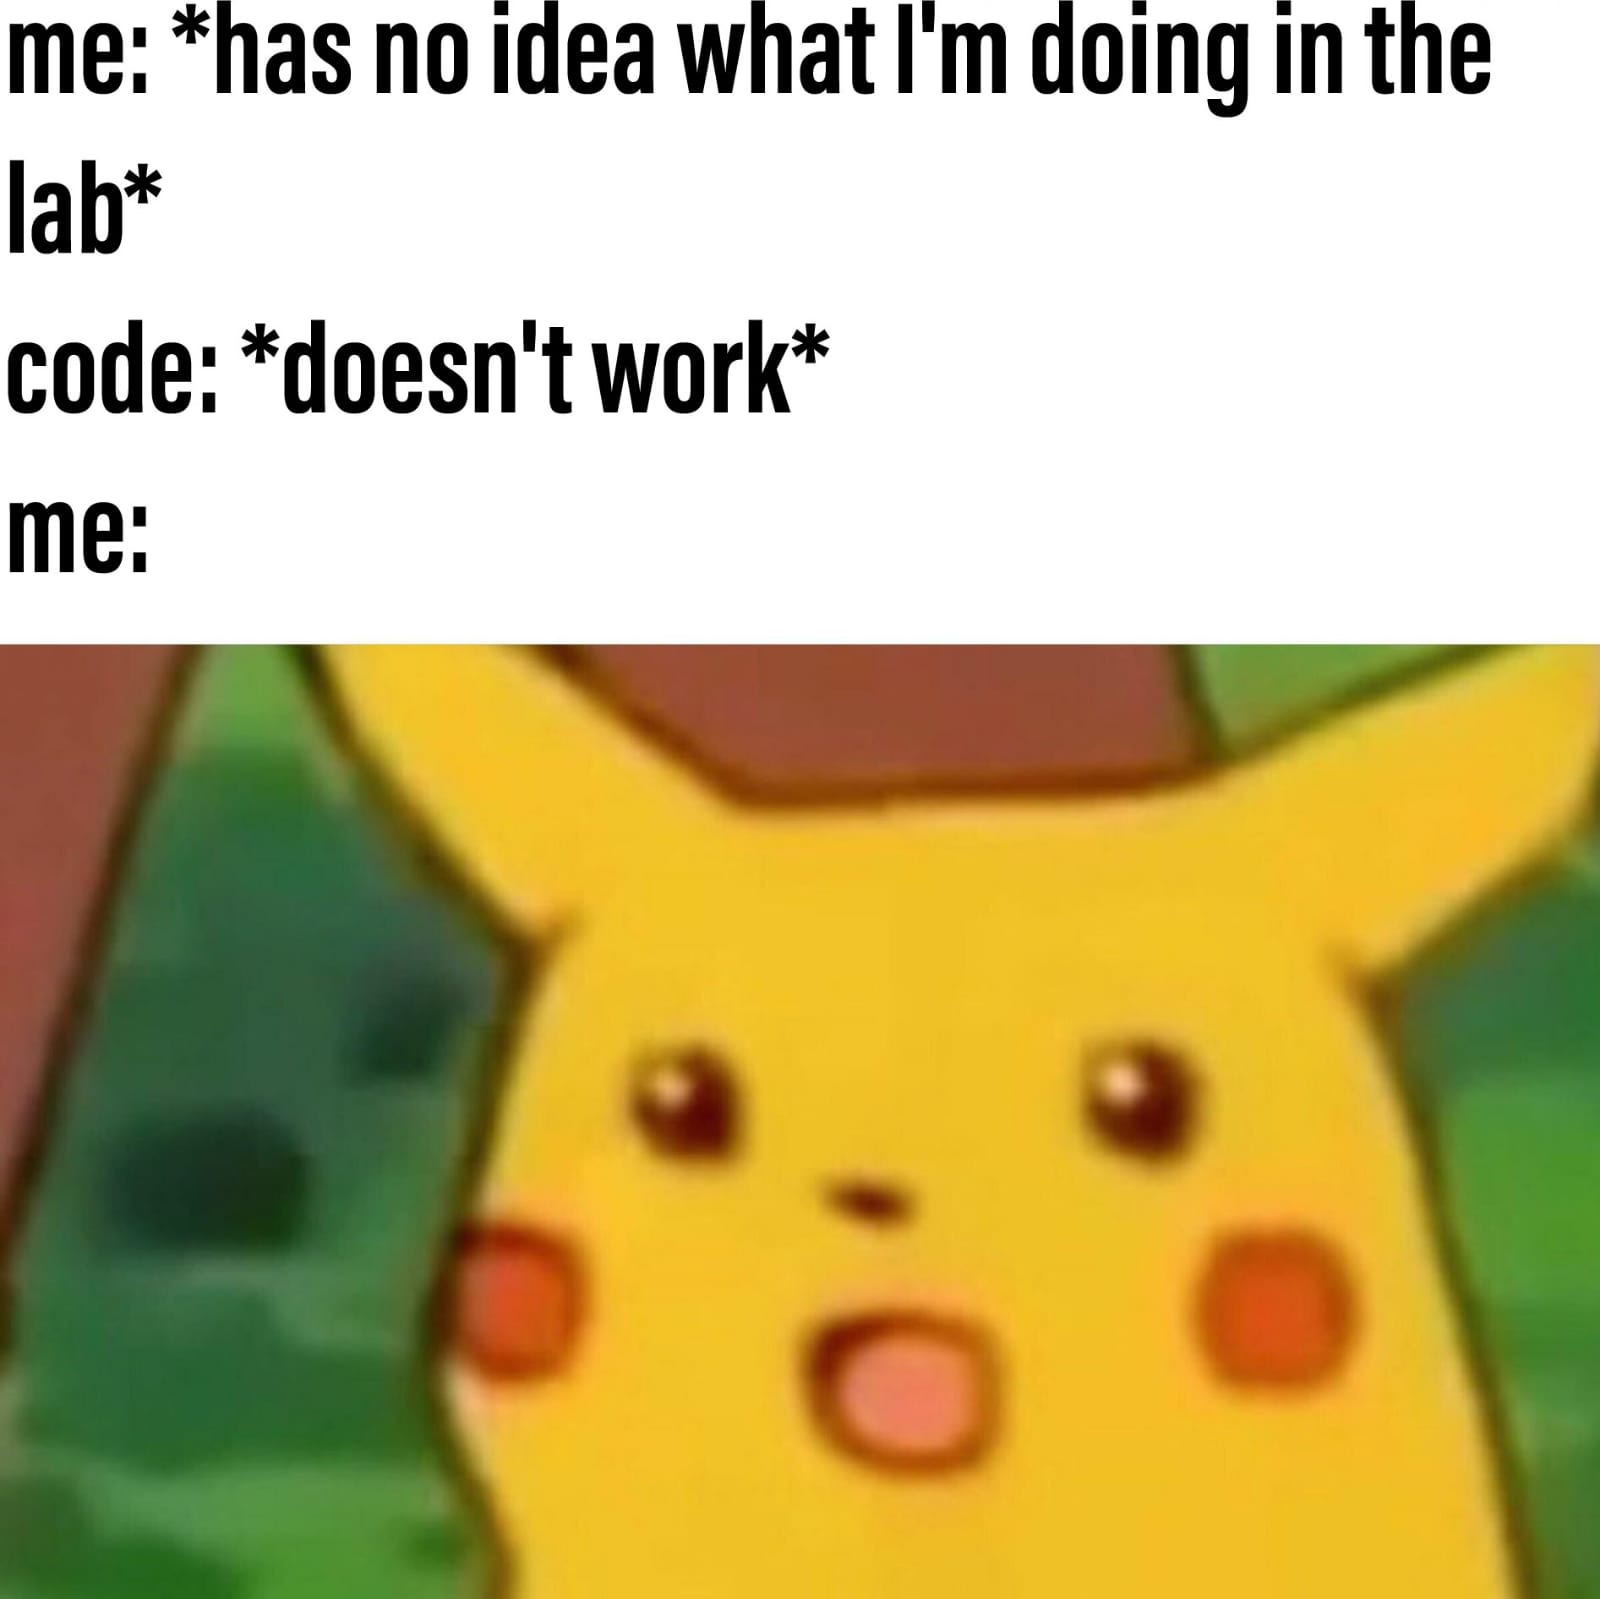 me: *has no idea what I'm doing in the
lab*
code: *doesn't work*
me: